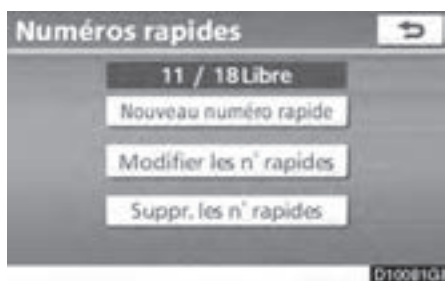 Numéros rapides
11 / 18 Libre
Nouveau numéro rapide
Modifier les n° rapides
Suppr. les n° rapides